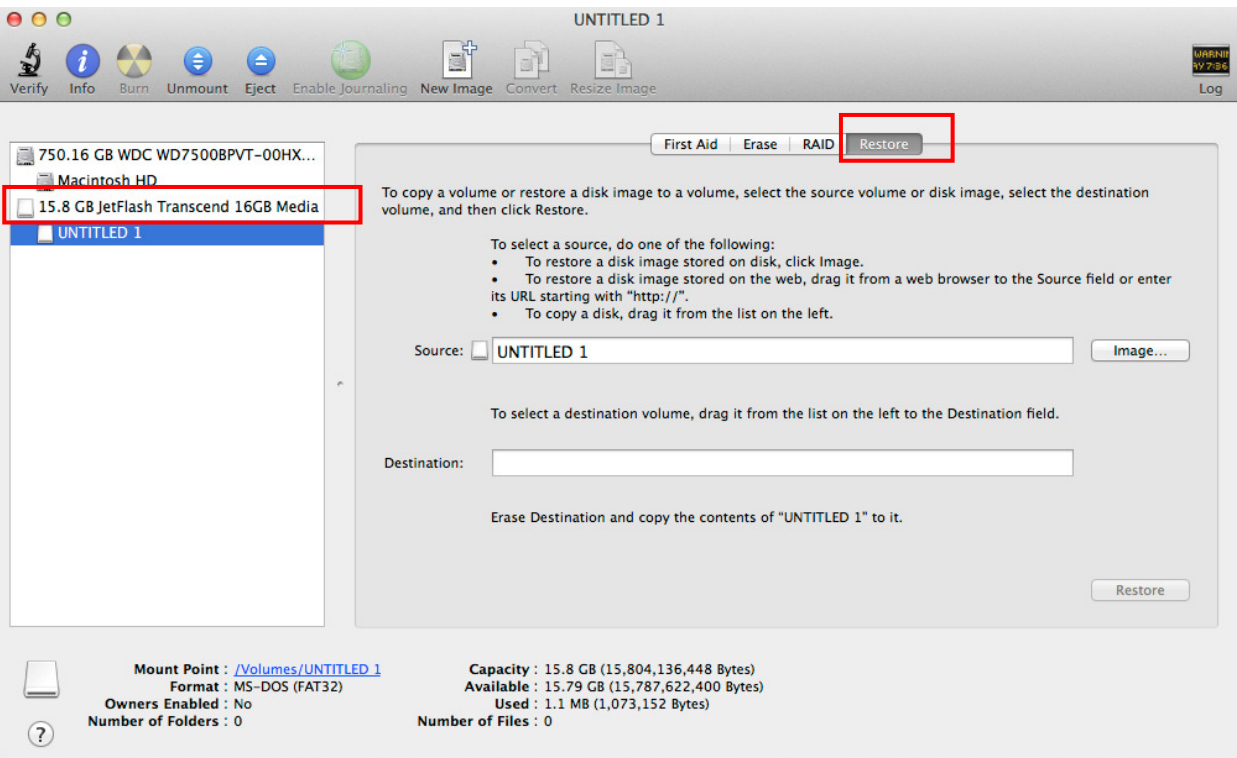 UNTITLED 1
Verify Info Burn Unmount Eject Enable Journaling New Image Convert Resize Image Log
WARNIN
AY 7:36
750.16 GB WDC WD7500BPVT-00HX...
Macintosh HD
15.8 GB JetFlash Transcend 16GB Media
UNTITLED 1
First Aid Erase RAID Restore
To copy a volume or restore a disk image to a volume, select the source volume or disk image, select the destination
volume, and then click Restore.
To select a source, do one of the following:
• To restore a disk image stored on disk, click Image.
• To restore a disk image stored on the web, drag it from a web browser to the Source field or enter
its URL starting with “http://”.
• To copy a disk, drag it from the list on the left.
Source: UNTITLED 1 Image...
To select a destination volume, drag it from the list on the left to the Destination field.
Destination:
Erase Destination and copy the contents of “UNTITLED 1” to it.
Restore
Mount Point : /Volumes/UNTITLED 1 Capacity : 15.8 GB (15,804,136,448 Bytes)
Format : MS-DOS (FAT32) Available : 15.79 GB (15,787,622,400 Bytes)
Owners Enabled : No Used : 1.1 MB (1,073,152 Bytes)
Number of Folders : 0 Number of Files : 0
?